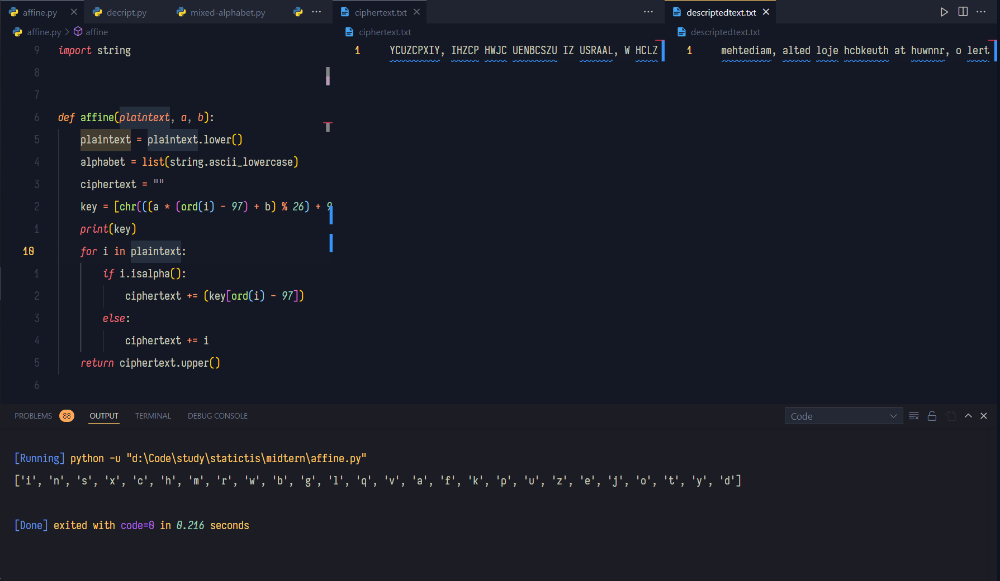 affine.py
decript.py
mixed-alphabet.py
ciphertext.txt
descriptedtext.txt
affine.py > affine
ciphertext.txt
descriptedtext.txt
9 import string
8
7
6 def affine(plaintext, a, b):
5 plaintext = plaintext.lower()
4 alphabet = list(string.ascii_lowercase)
3 ciphertext = ""
2 key = [chr(((a * (ord(i) - 97) + b) % 26) + 9
1 print(key)
10 for i in plaintext:
1 if i.isalpha():
2 ciphertext += (key[ord(i) - 97])
3 else:
4 ciphertext += i
5 return ciphertext.upper()
6
1 YCUZCPXIY, IHZCP HWJC UENBCSZU IZ USRAAL, W HCLZ
1 mehtediam, alted loje hcbkeuth at huwnnr, o lert
PROBLEMS 88 OUTPUT TERMINAL DEBUG CONSOLE
Code
[Running] python -u "d:\Code\study\statictis\midtern\affine.py"
['i', 'n', 's', 'x', 'c', 'h', 'm', 'r', 'w', 'b', 'g', 'l', 'q', 'v', 'a', 'f', 'k', 'p', 'u', 'z', 'e', 'j', 'o', 't', 'y', 'd']
[Done] exited with code=0 in 0.216 seconds